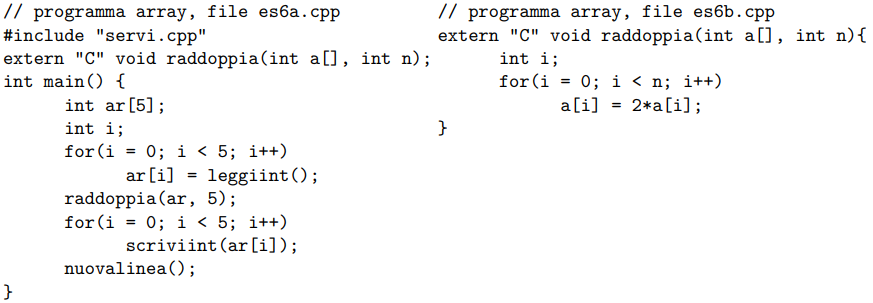 // programma array, file es6a.cpp
#include "servi.cpp"
extern "C" void raddoppia(int a[], int n);
int main() {
int ar[5];
int i;
for(i = 0; i < 5; i++)
ar[i] = leggiint();
raddoppia(ar, 5);
for(i = 0; i < 5; i++)
scriviint(ar[i]);
nuovalinea();
}
// programma array, file es6b.cpp
extern "C" void raddoppia(int a[], int n){
int i;
for(i = 0; i < n; i++)
a[i] = 2*a[i];
}